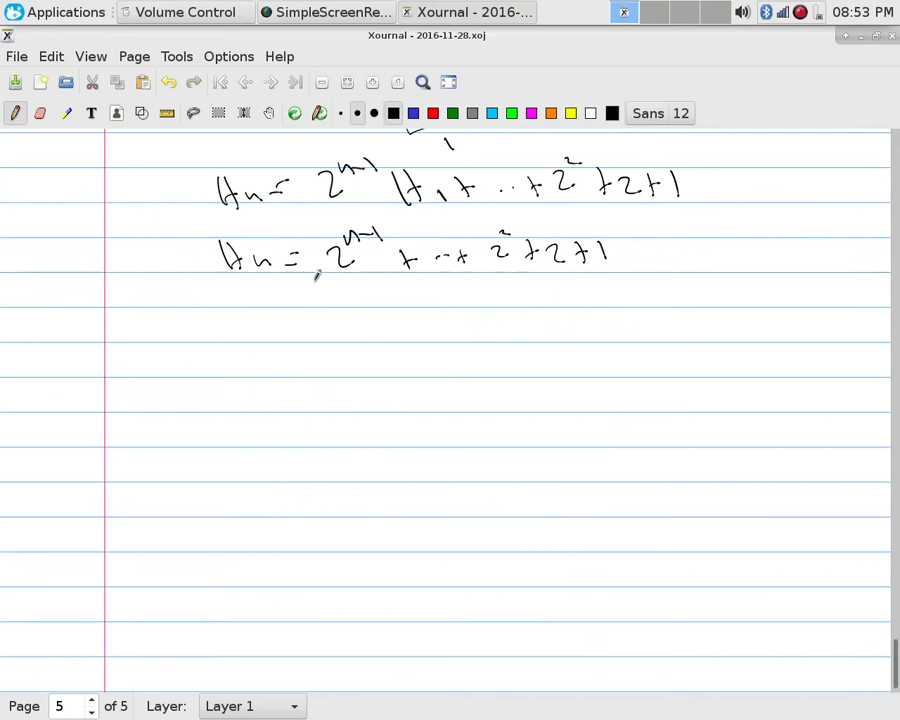 Applications Volume Control SimpleScreenRe... Xournal - 2016-... 08:53 PM
Xournal - 2016-11-28.xoj
File Edit View Page Tools Options Help
T Sans 12
1
Hn = 2^{n-1} H_1 + ..+ 2^2 + 2 + 1
Hn = 2^{n-1} + ..+ 2^2 + 2 + 1
Page 5 of 5 Layer: Layer 1